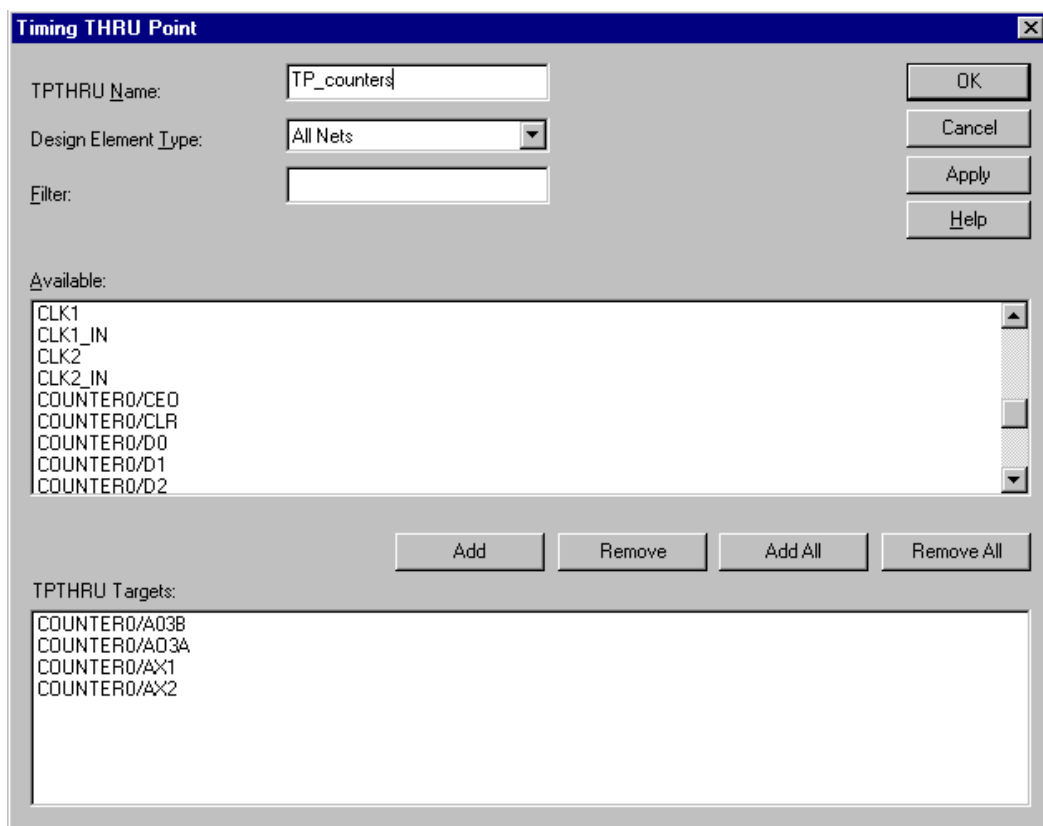 Timing THRU Point
TPTHRU Name:
TP_counters
OK
Design Element Type:
All Nets
Cancel
Filter:
Apply
Help
Available:
CLK1
CLK1_IN
CLK2
CLK2_IN
COUNTER0/CEO
COUNTER0/CLR
COUNTER0/D0
COUNTER0/D1
COUNTER0/D2
Add
Remove
Add All
Remove All
TPTHRU Targets:
COUNTER0/A03B
COUNTER0/AO3A
COUNTER0/AX1
COUNTER0/AX2